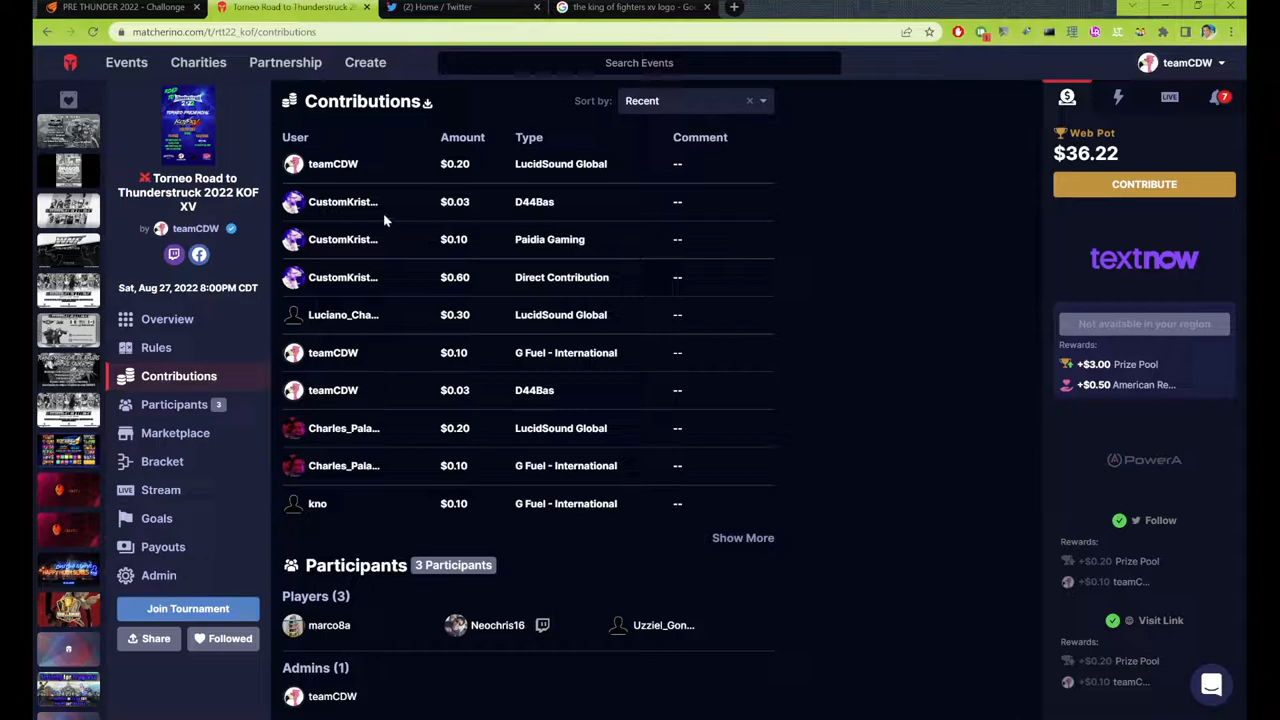 PRE THUNDER 2022 - Challonge
Torneo Road to Thunderstruck 2
(2) Home / Twitter
the king of fighters xv logo - Goo
matcherino.com/t/rtt22_kof/contributions
Events
Charities
Partnership
Create
Search Events
teamCDW
Torneo Road to
Thunderstruck 2022 KOF
XV
by teamCDW
Sat, Aug 27, 2022 8:00PM CDT
Overview
Rules
Contributions
Participants 3
Marketplace
Bracket
LIVE Stream
Goals
Payouts
Admin
Join Tournament
Share
Followed
Contributions
Sort by: Recent
User Amount Type Comment
teamCDW $0.20 LucidSound Global --
CustomKrist... $0.03 D44Bas --
CustomKrist... $0.10 Paidia Gaming --
CustomKrist... $0.60 Direct Contribution --
Luciano_Cha... $0.30 LucidSound Global --
teamCDW $0.10 G Fuel - International --
teamCDW $0.03 D44Bas --
Charles_Pala... $0.20 LucidSound Global --
Charles_Pala... $0.10 G Fuel - International --
kno $0.10 G Fuel - International --
Show More
Participants 3 Participants
Players (3)
marco8a Neochris16 Uzziel_Gon...
Admins (1)
teamCDW
LIVE
7
Web Pot
$36.22
CONTRIBUTE
textnow
Not available in your region
Rewards:
+$3.00 Prize Pool
+$0.50 American Re...
PowerA
Follow
Rewards:
+$0.20 Prize Pool
+$0.10 teamC...
Visit Link
Rewards:
+$0.20 Prize Pool
+$0.10 teamC...